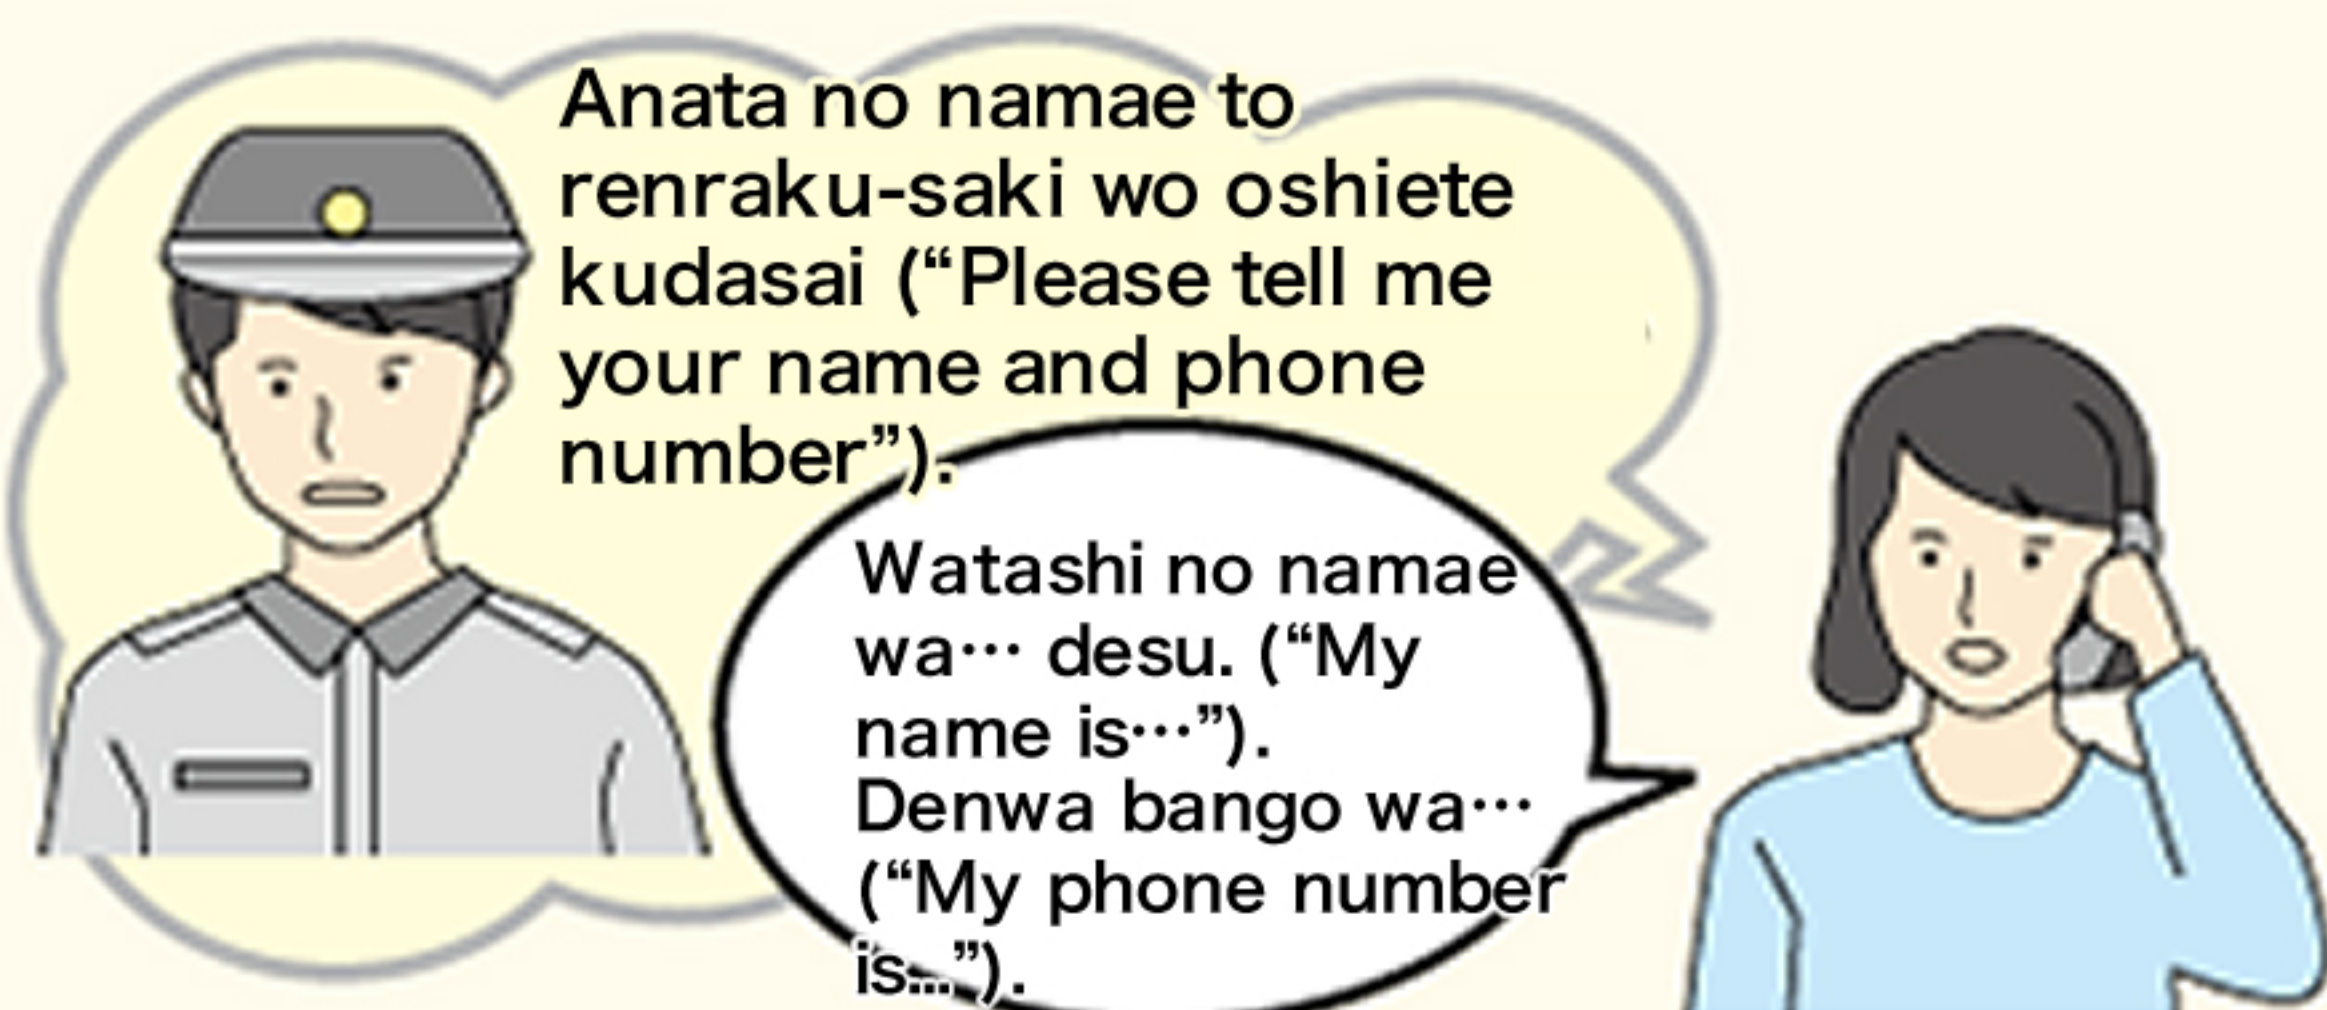 Anata no namae to
renraku-saki wo oshiete
kudasai (“Please tell me
your name and phone
number”).
Watashi no namae
wa… desu. (“My
name is…”).
Denwa bango wa…
(“My phone number
is...”).